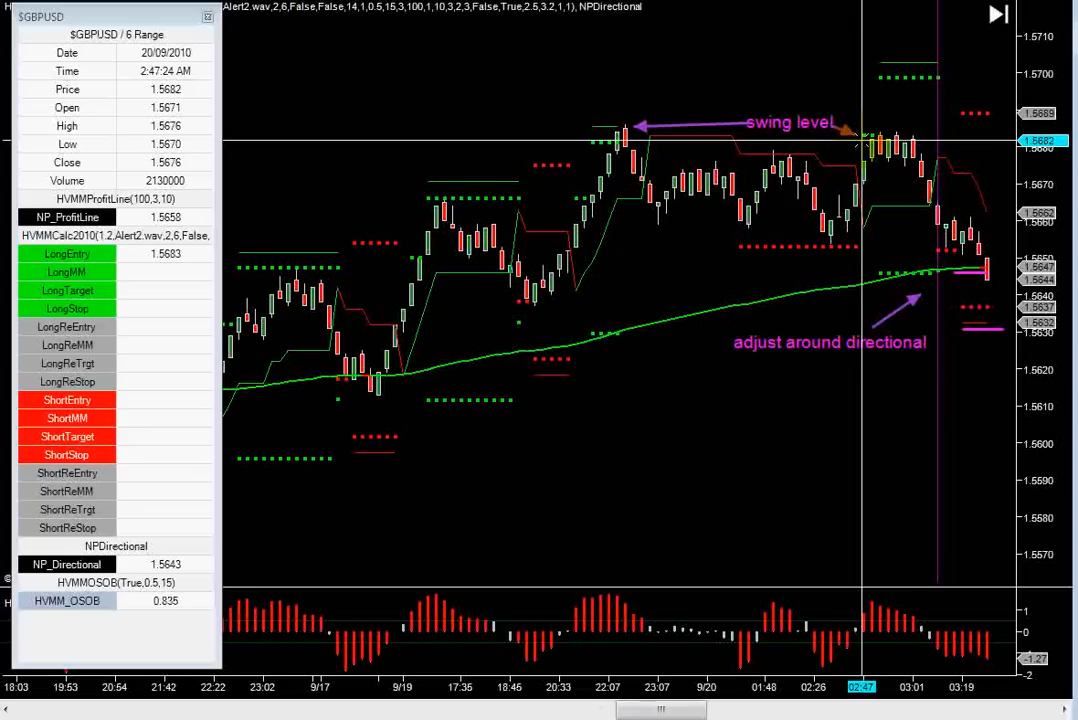 Alert2.wav,2,6,False,False,14,1,0.5,15,3,100,1,10,3,2,3,False,True,2.5,3.2,1,1), NPDirectional
$GBPUSD
$GBPUSD / 6 Range
Date 20/09/2010
Time 2:47:24 AM
Price 1.5682
Open 1.5671
High 1.5676
Low 1.5670
Close 1.5676
Volume 2130000
HVMMProfitLine(100,3,10)
NP_ProfitLine 1.5658
HVMMCalc2010(1.2,Alert2.wav,2,6,False,
LongEntry 1.5683
LongMM
LongTarget
LongStop
LongReEntry
LongReMM
LongReTrgt
LongReStop
ShortEntry
ShortMM
ShortTarget
ShortStop
ShortReEntry
ShortReMM
ShortReTrgt
ShortReStop
NPDirectional
NP_Directional 1.5643
HVMMOSOB(True,0.5,15)
HVMM_OSOB 0.835
swing level
adjust around directional
1.5710
1.5700
1.5689
1.5682
1.5680
1.5670
1.5662
1.5660
1.5650
1.5647
1.5644
1.5640
1.5637
1.5632
1.5630
1.5620
1.5610
1.5600
1.5590
1.5580
1.5570
1
0
-1.27
-2
18:03 19:53 20:54 21:42 22:22 23:02 9/17 9/19 17:35 18:45 20:33 22:07 23:07 9/20 01:48 02:26 02:47 03:01 03:19